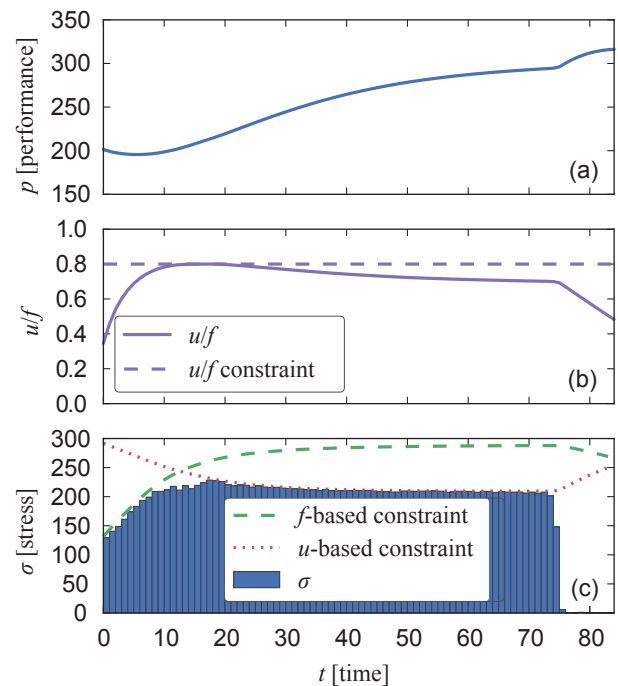 350
300
250
200
150
p [performance]
(a)
1.0
0.8
0.6
0.4
0.2
0.0
u/f
u/f
u/f constraint
(b)
300
250
200
150
100
50
0
σ [stress]
f-based constraint
u-based constraint
σ
(c)
0 10 20 30 40 50 60 70 80
t [time]